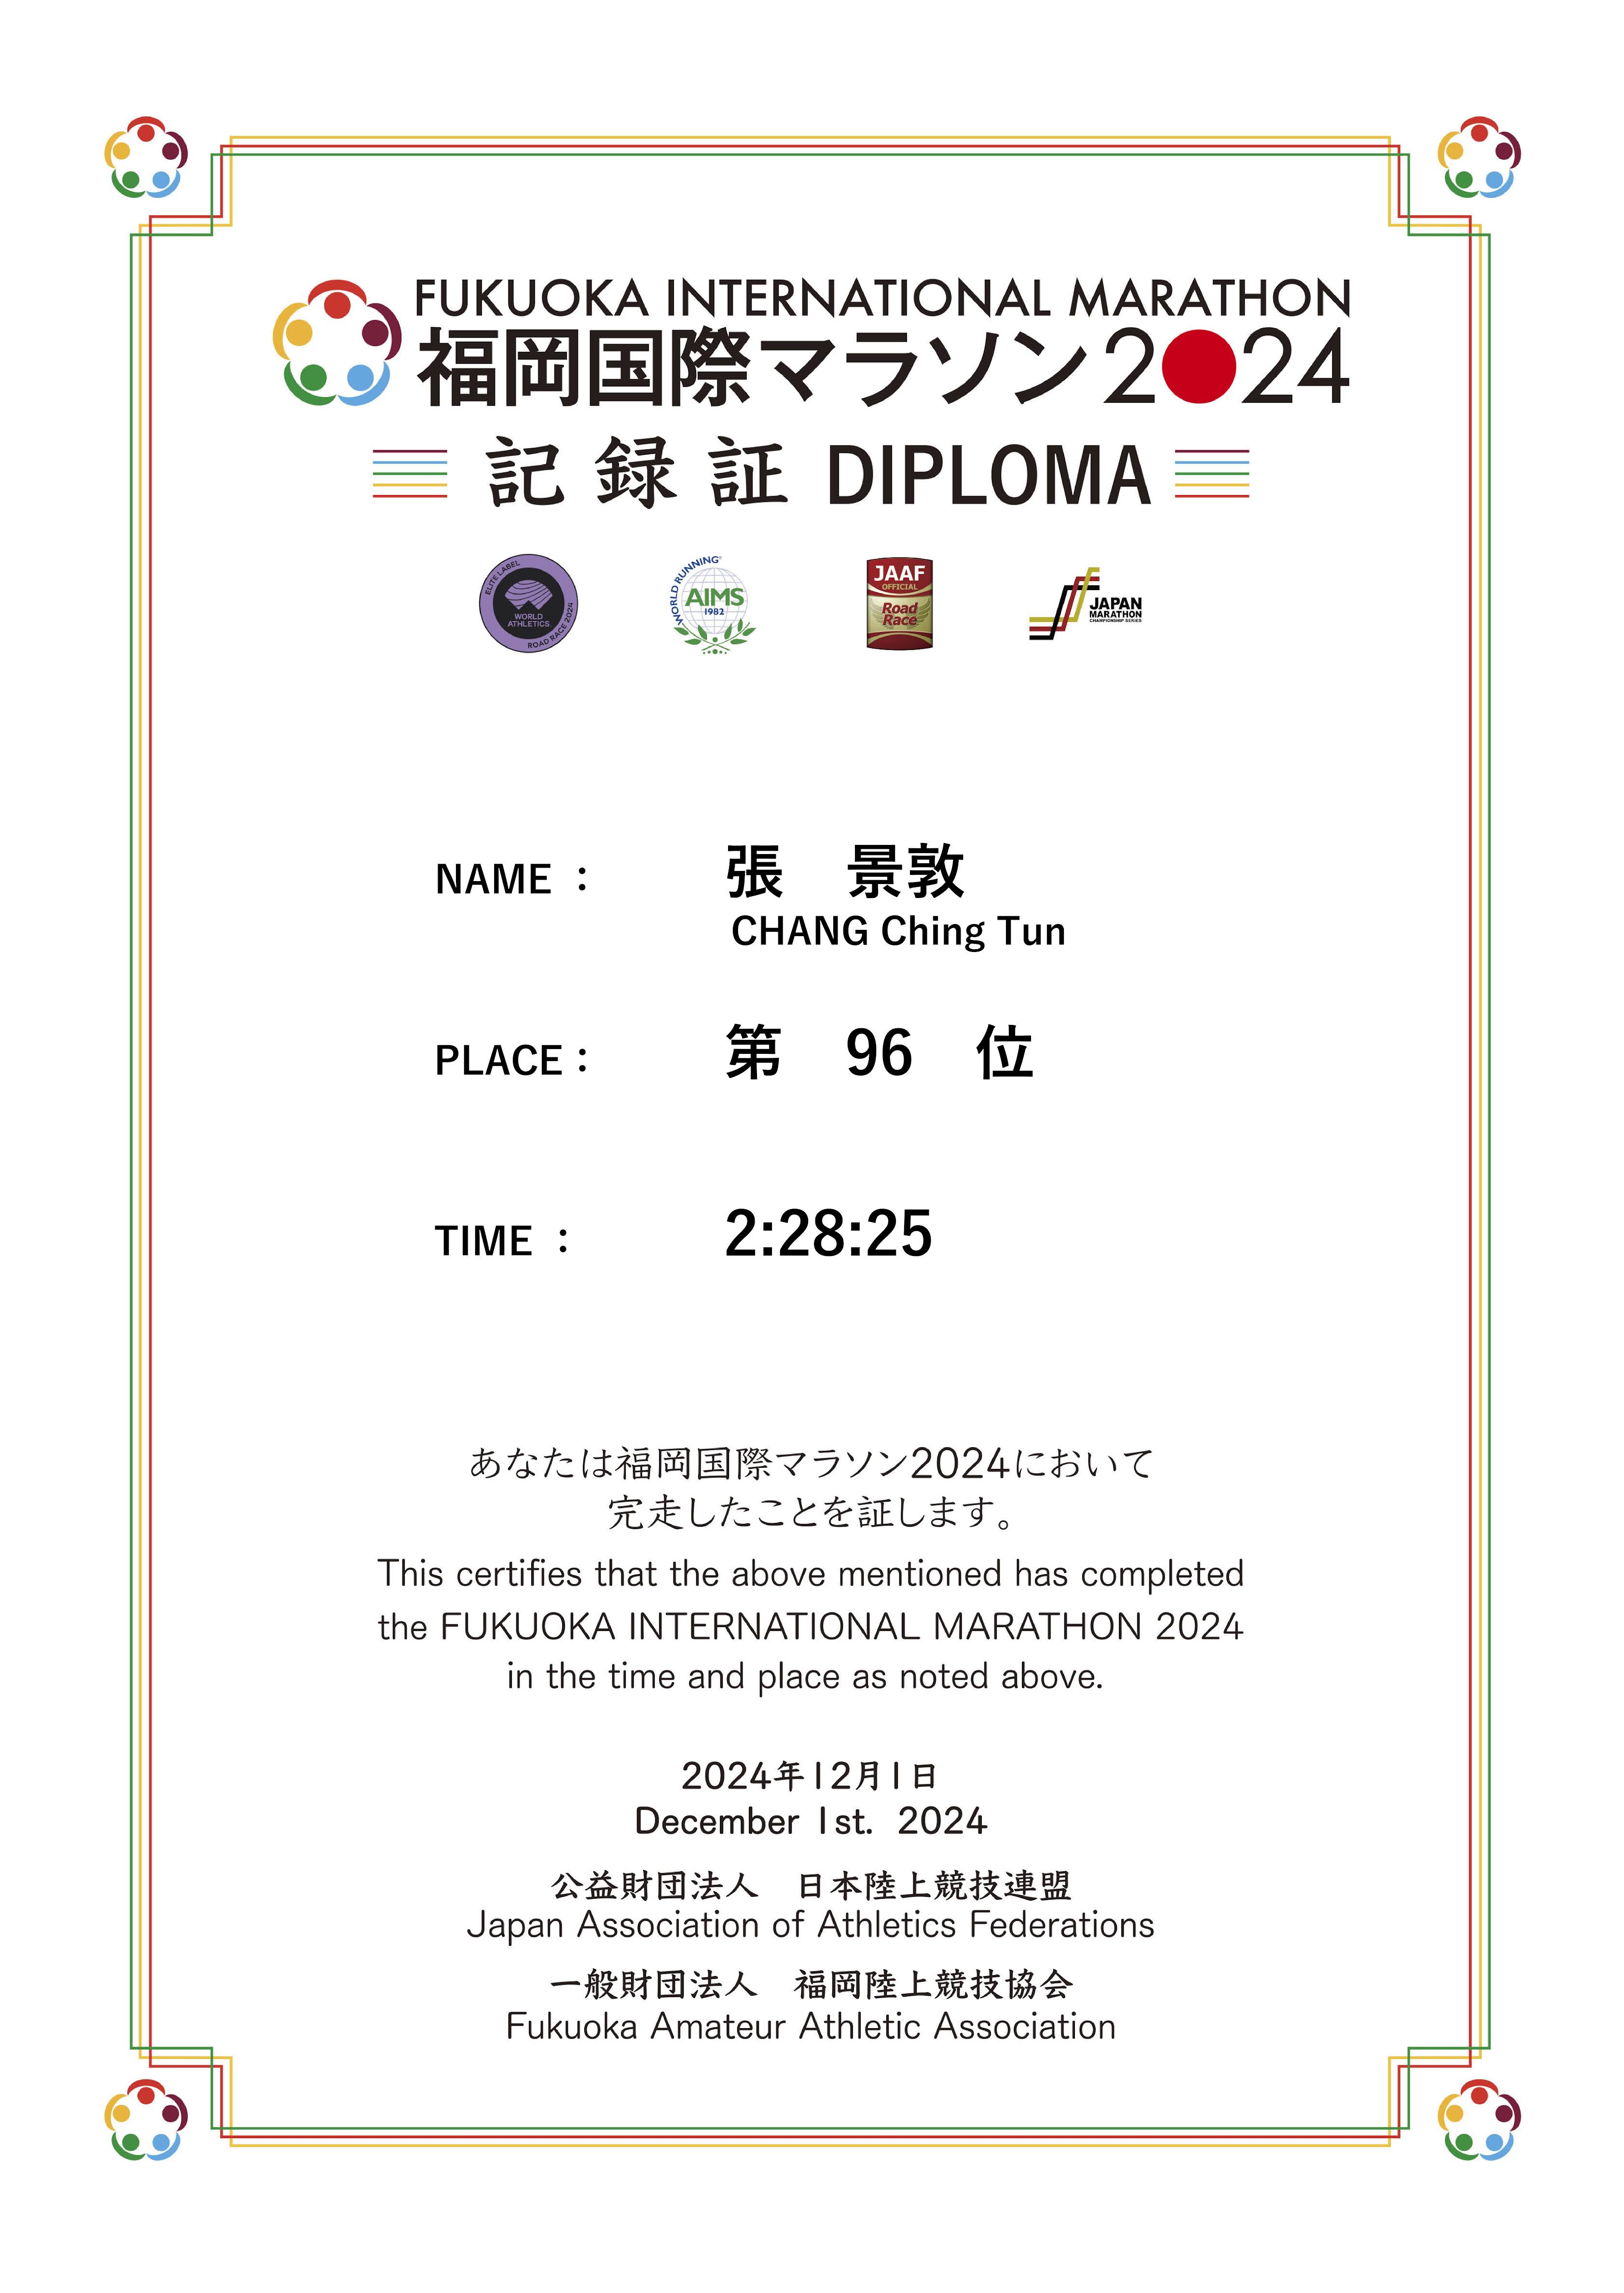 FUKUOKA INTERNATIONAL MARATHON
福岡国際マラソン2024
記録証 DIPLOMA
ELITE LABEL
WORLD
ATHLETICS
ROAD RACE 2024
WORLD RUNNING
AIMS
1982
JAAF
OFFICIAL
Road
Race
JAPAN
MARATHON
CHAMPIONSHIP SERIES
NAME : 張 景敦
CHANG Ching Tun
PLACE : 第 96 位
TIME : 2:28:25
あなたは福岡国際マラソン2024において
完走したことを証します。
This certifies that the above mentioned has completed
the FUKUOKA INTERNATIONAL MARATHON 2024
in the time and place as noted above.
2024年12月1日
December 1st. 2024
公益財団法人 日本陸上競技連盟
Japan Association of Athletics Federations
一般財団法人 福岡陸上競技協会
Fukuoka Amateur Athletic Association